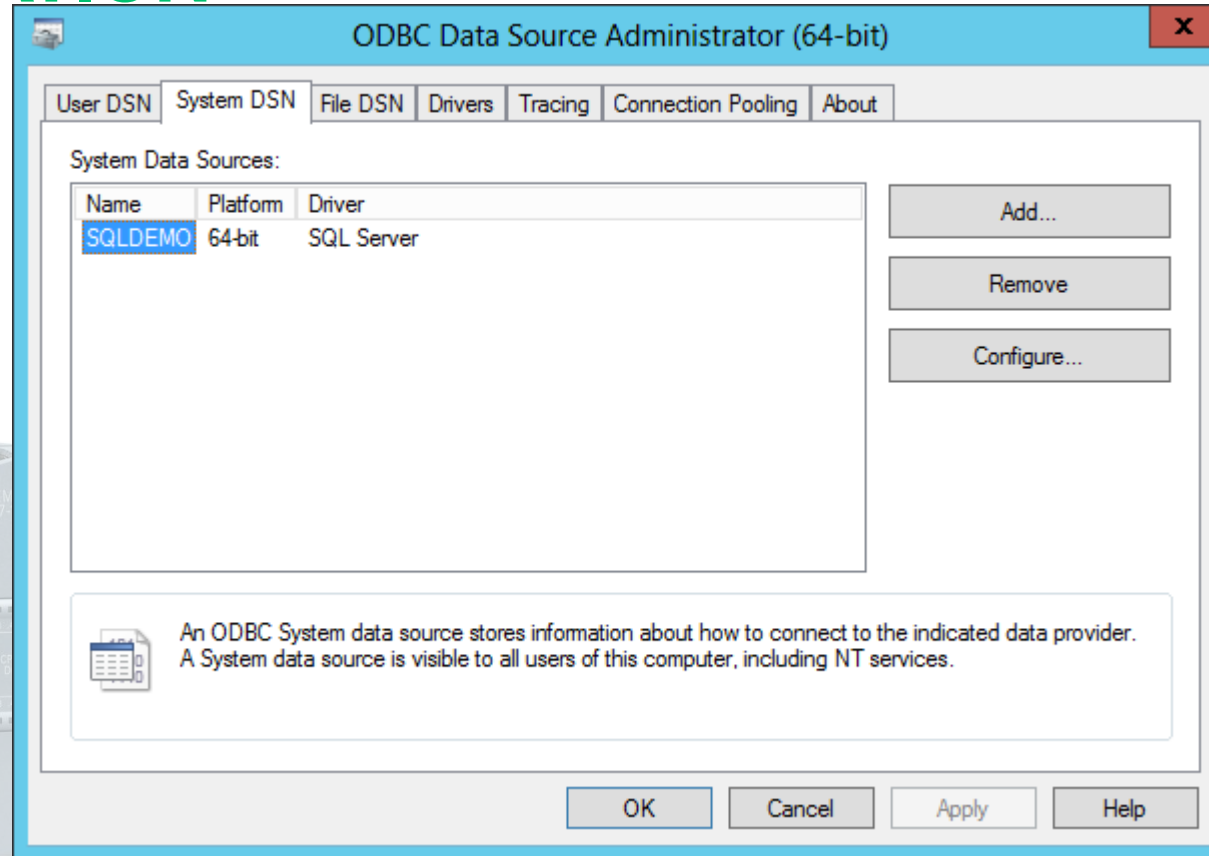 ODBC Data Source Administrator (64-bit)
x
User DSN System DSN File DSN Drivers Tracing Connection Pooling About
System Data Sources:
Name Platform Driver
SQLDEMO 64-bit SQL Server
Add...
Remove
Configure...
An ODBC System data source stores information about how to connect to the indicated data provider.
A System data source is visible to all users of this computer, including NT services.
OK Cancel Apply Help